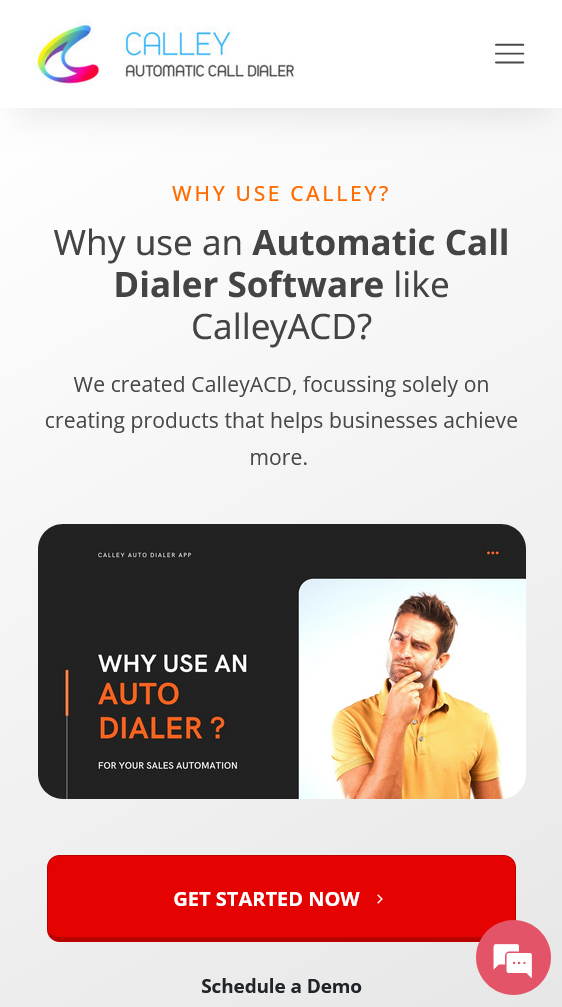 CALLEY
AUTOMATIC CALL DIALER
WHY USE CALLEY?
Why use an Automatic Call
Dialer Software like
CalleyACD?
We created CalleyACD, focussing solely on
creating products that helps businesses achieve
more.
CALLEY AUTO DIALER APP
WHY USE AN
AUTO
DIALER ?
FOR YOUR SALES AUTOMATION
GET STARTED NOW
Schedule a Demo